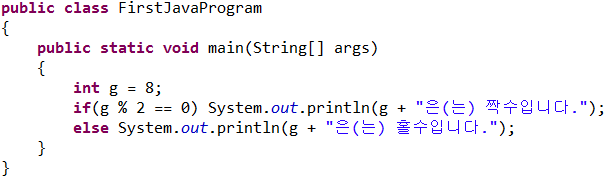 public class FirstJavaProgram
{
    public static void main(String[] args)
    {
        int g = 8;
        if(g % 2 == 0) System.out.println(g + "은(는) 짝수입니다.");
        else System.out.println(g + "은(는) 홀수입니다.");
    }
}